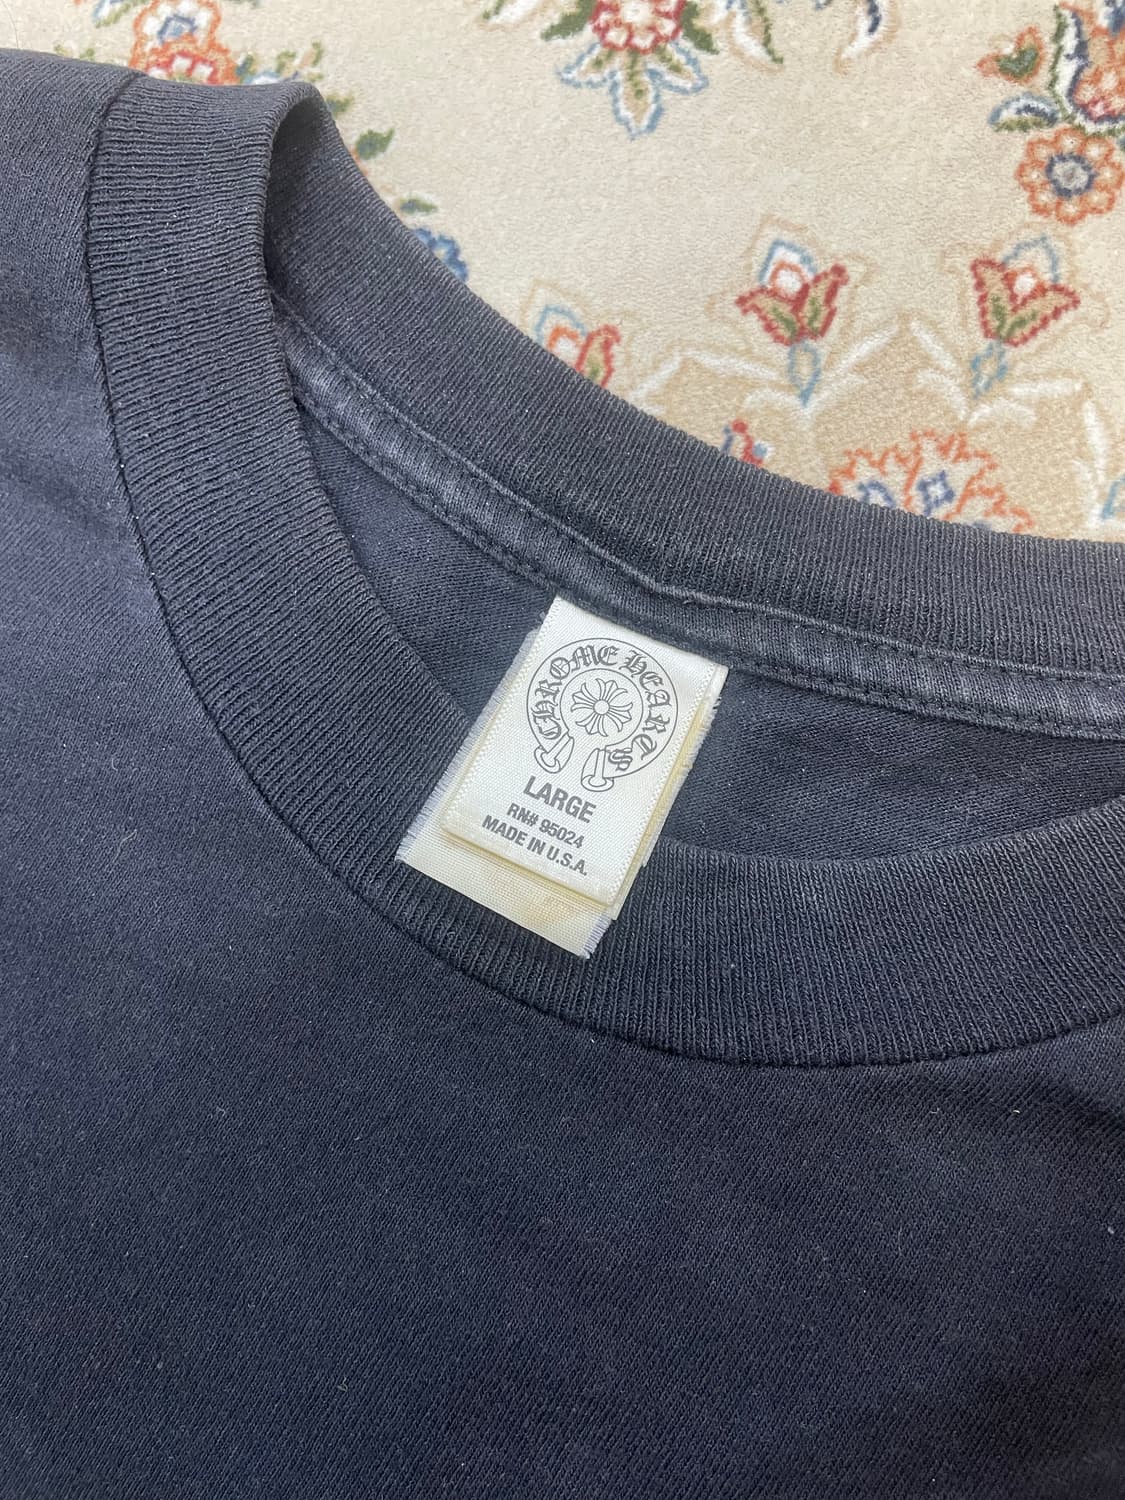 CHROME HEARTS
LARGE
RN# 95024
MADE IN U.S.A.